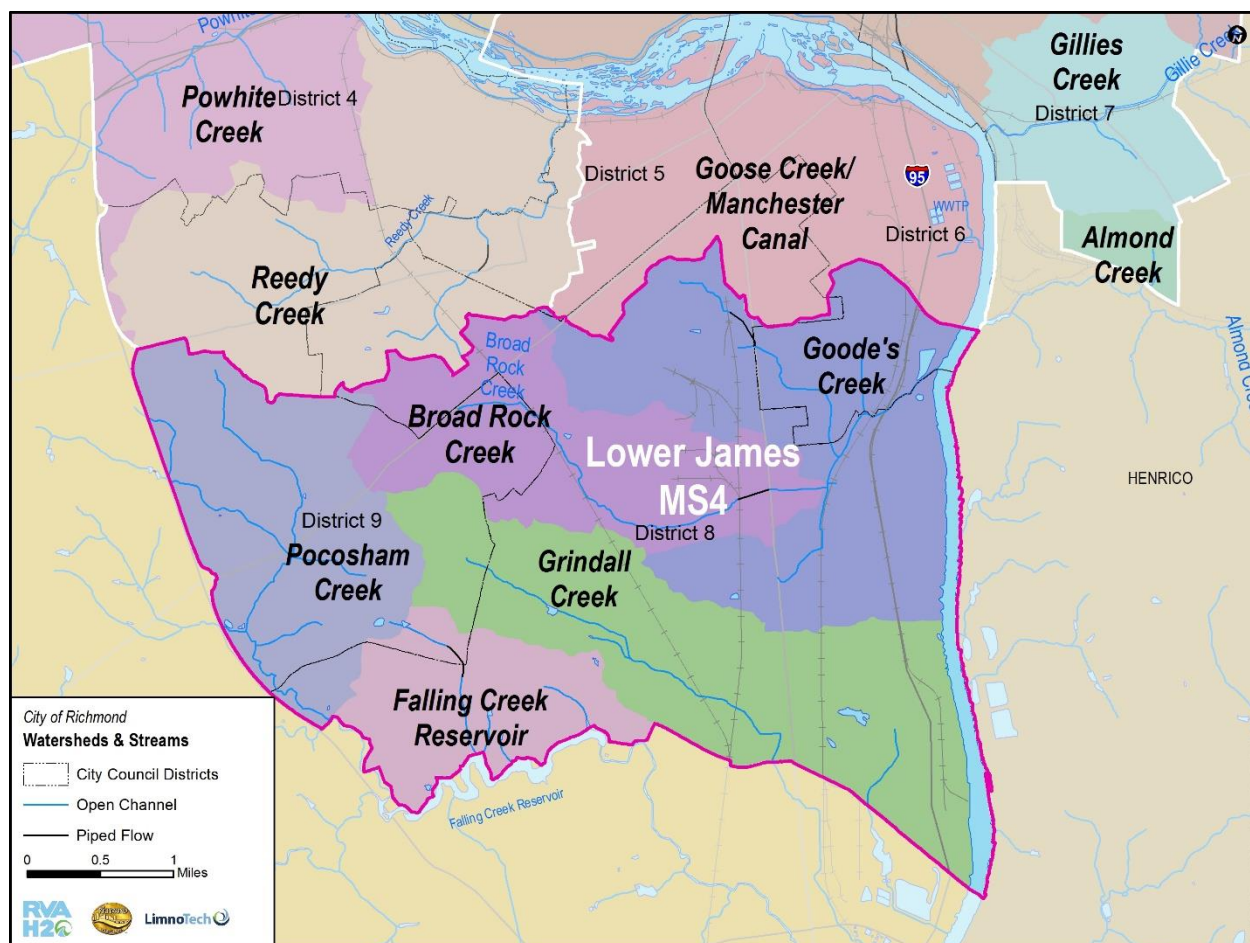 Powhite
Gillies
Creek
Gillie Creek
N
Powhite
Creek
District 4
District 7
District 5
Goose Creek/
Manchester
Canal
95
WWTP
District 6
Almond
Creek
Reedy Creek
Reedy
Creek
Almond Cre
Broad
Rock
Creek
Goode's
Creek
Broad Rock
Creek
Lower James
MS4
HENRICO
District 9
District 8
Pocosham
Creek
Grindall
Creek
Falling Creek
Reservoir
Falling Creek Reservoir
City of Richmond
Watersheds & Streams
City Council Districts
Open Channel
Piped Flow
0 0.5 1
Miles
RVA
H2O
LimnoTech